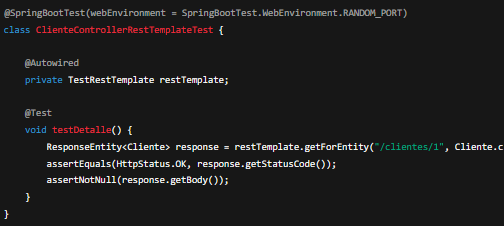 @SpringBootTest(webEnvironment = SpringBootTest.WebEnvironment.RANDOM_PORT)
class ClienteControllerRestTemplateTest {
@Autowired
private TestRestTemplate restTemplate;
@Test
void testDetalle() {
ResponseEntity<Cliente> response = restTemplate.getForEntity("/clientes/1", Cliente.c
assertEquals(HttpStatus.OK, response.getStatusCode());
assertNotNull(response.getBody());
}
}